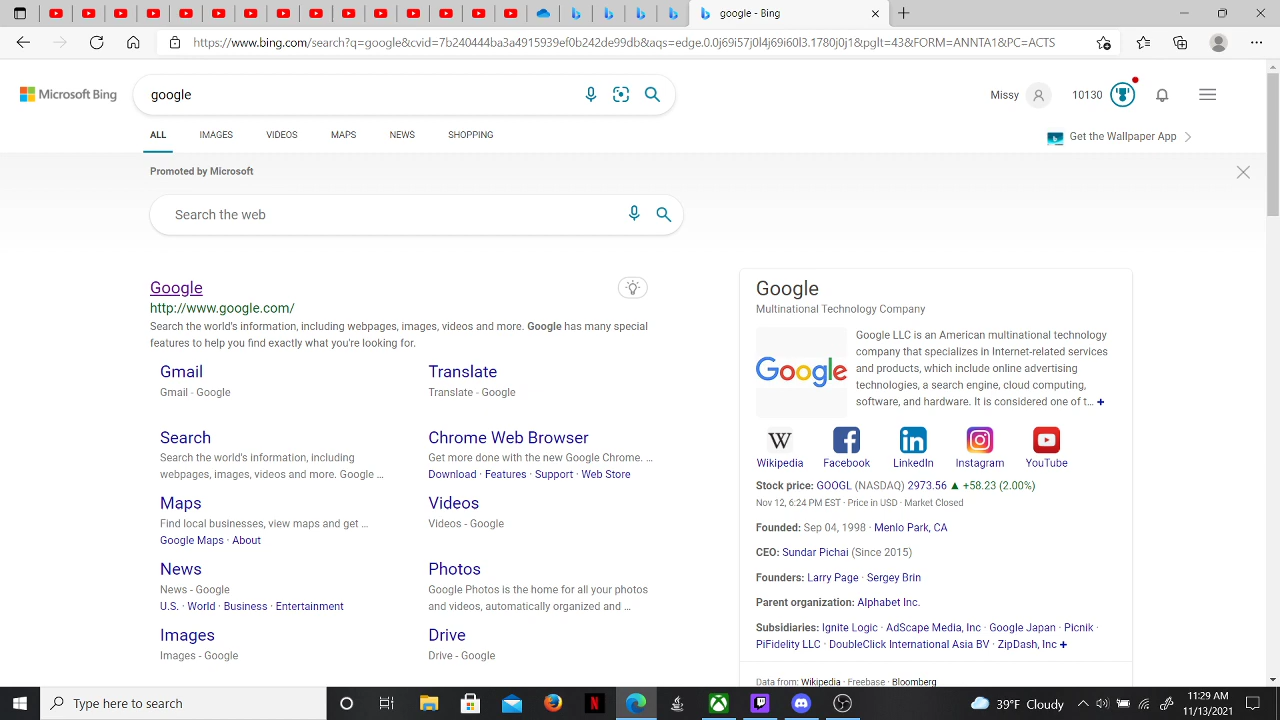 google - Bing
https://www.bing.com/search?q=google&cvid=7b240444ba3a4915939ef0b242de99db&aqs=edge.0.0j69i57j0l4j69i60l3.1780j0j1&pglt=43&FORM=ANNTA1&PC=ACTS
Microsoft Bing
google
Missy
10130
ALL IMAGES VIDEOS MAPS NEWS SHOPPING
Get the Wallpaper App
Promoted by Microsoft
Search the web
Google
http://www.google.com/
Search the world's information, including webpages, images, videos and more. Google has many special
features to help you find exactly what you're looking for.
Gmail
Gmail - Google
Translate
Translate - Google
Search
Search the world's information, including
webpages, images, videos and more. Google ...
Chrome Web Browser
Get more done with the new Google Chrome. ...
Download · Features · Support · Web Store
Maps
Find local businesses, view maps and get ...
Google Maps · About
Videos
Videos - Google
News
News - Google
U.S. · World · Business · Entertainment
Photos
Google Photos is the home for all your photos
and videos, automatically organized and ...
Images
Images - Google
Drive
Drive - Google
Google
Multinational Technology Company
Google
Google LLC is an American multinational technology
company that specializes in Internet-related services
and products, which include online advertising
technologies, a search engine, cloud computing,
software, and hardware. It is considered one of t... +
W
Wikipedia Facebook LinkedIn Instagram YouTube
Stock price: GOOGL (NASDAQ) 2973.56 ▲ +58.23 (2.00%)
Nov 12, 6:24 PM EST · Price in USD · Market Closed
Founded: Sep 04, 1998 · Menlo Park, CA
CEO: Sundar Pichai (Since 2015)
Founders: Larry Page · Sergey Brin
Parent organization: Alphabet Inc.
Subsidiaries: Ignite Logic · AdScape Media, Inc · Google Japan · Picnik ·
PiFidelity LLC · DoubleClick International Asia BV · ZipDash, Inc +
Data from: Wikipedia · Freebase · Bloomberg
Type here to search
39°F Cloudy
11:29 AM
11/13/2021